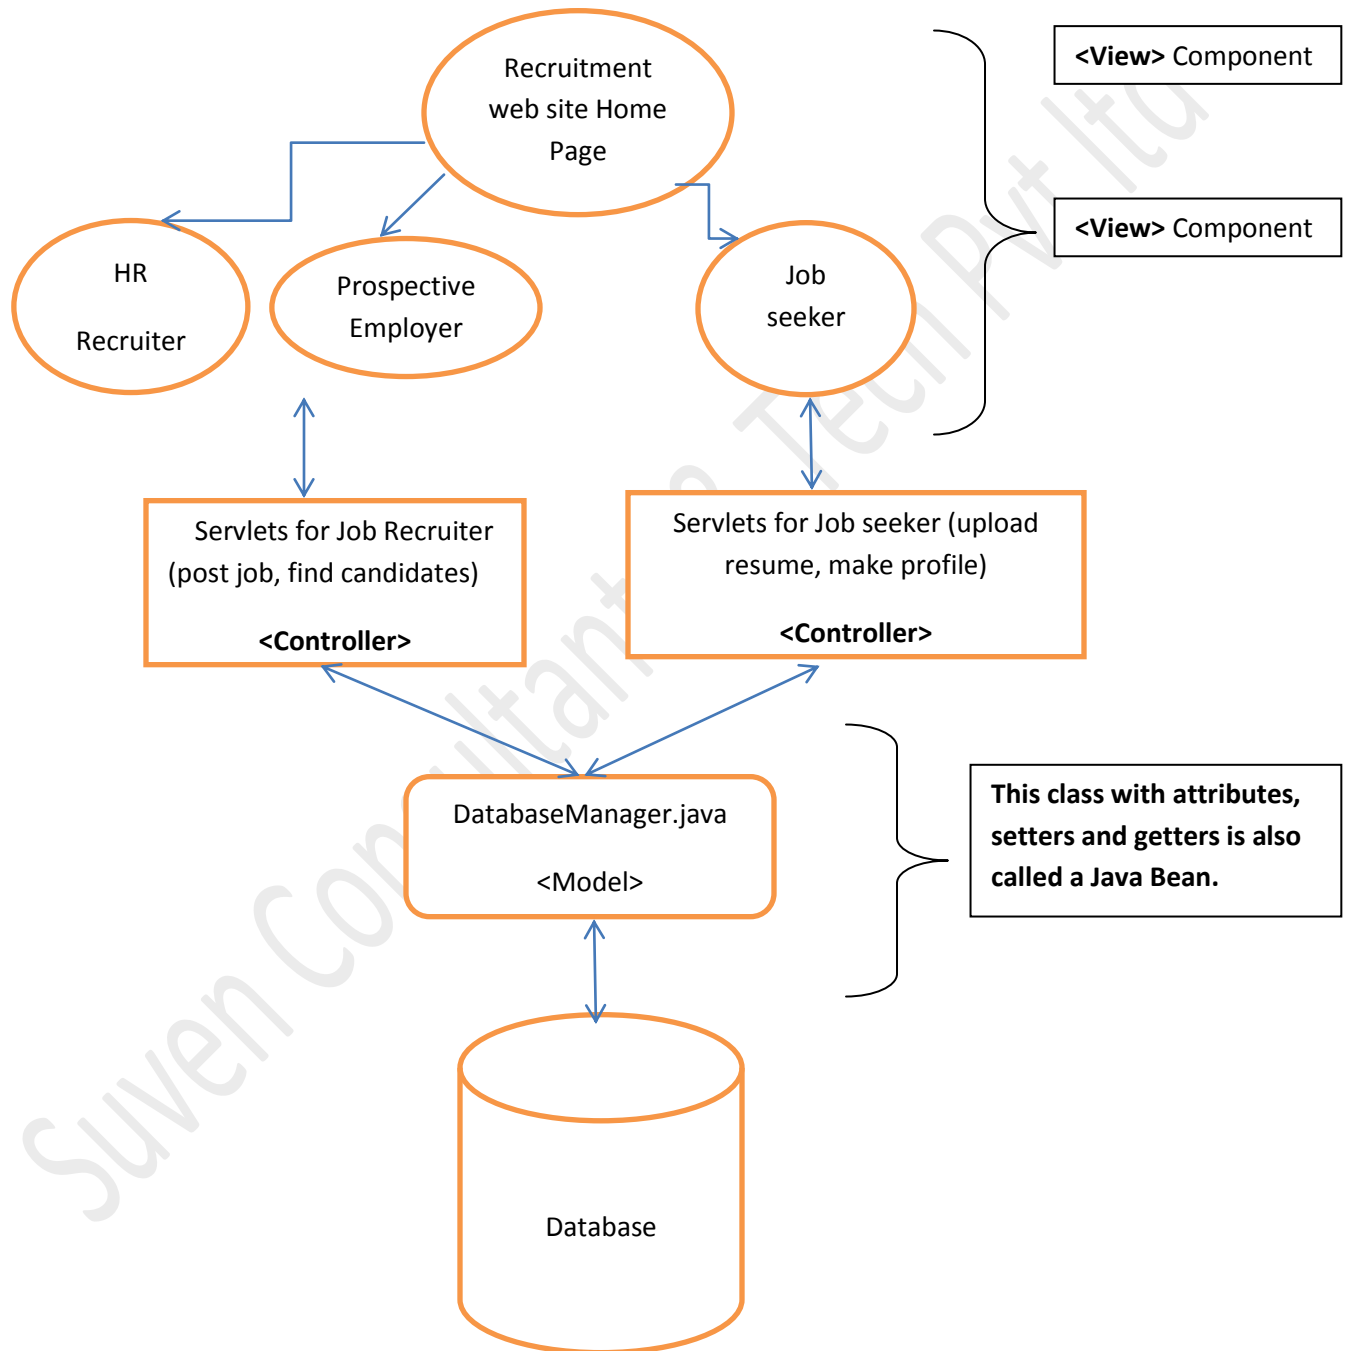 Recruitment
web site Home
Page
<View> Component
<View> Component
HR
Recruiter
Prospective
Employer
Job
seeker
Servlets for Job Recruiter
(post job, find candidates)
<Controller>
Servlets for Job seeker (upload
resume, make profile)
<Controller>
DatabaseManager.java
<Model>
This class with attributes,
setters and getters is also
called a Java Bean.
Database
Suven Consultants Tech Pvt ltd